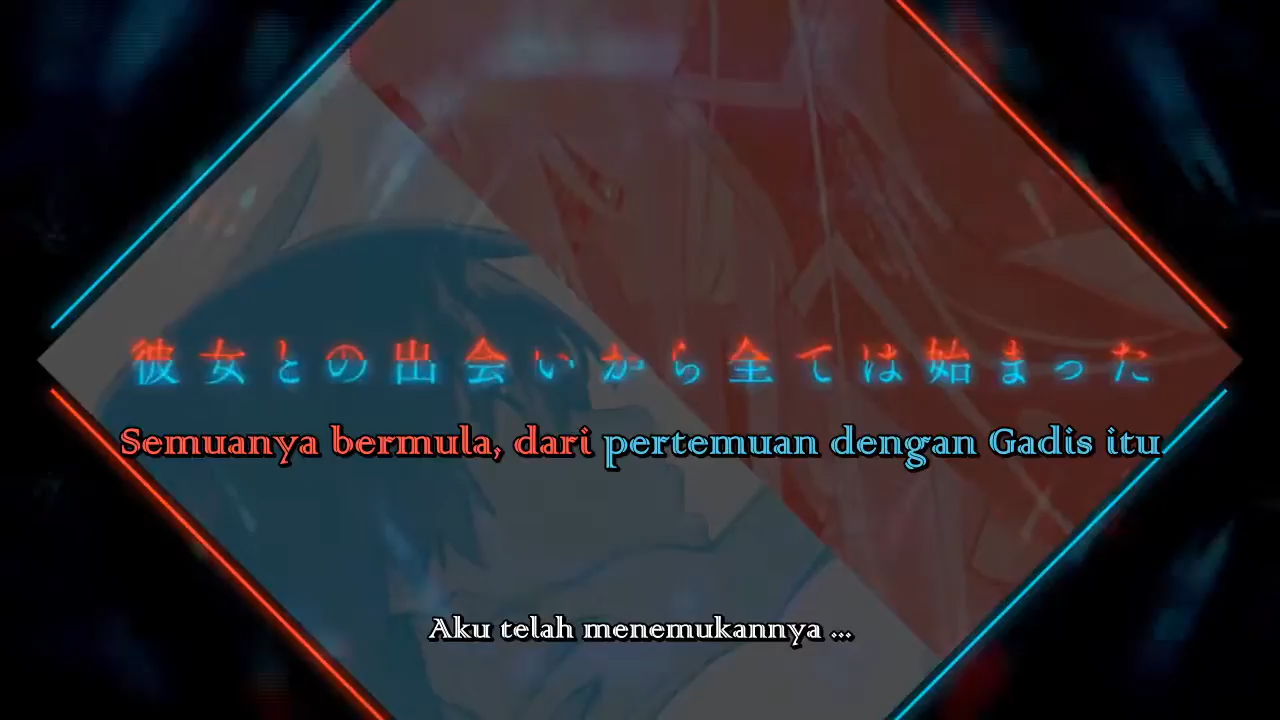 彼女との出会いから全ては始まった
Semuanya bermula, dari pertemuan dengan Gadis itu.
Aku telah menemukannya ...